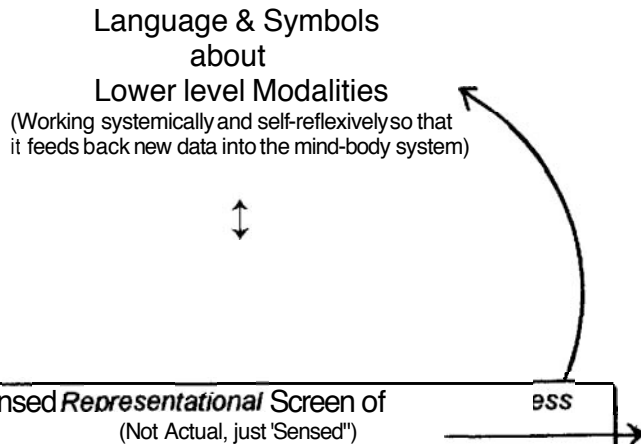 Language & Symbols
about
Lower level Modalities
(Working systemically and self-reflexively so that
it feeds back new data into the mind-body system)
nsed Representational Screen of ess
(Not Actual, just 'Sensed")